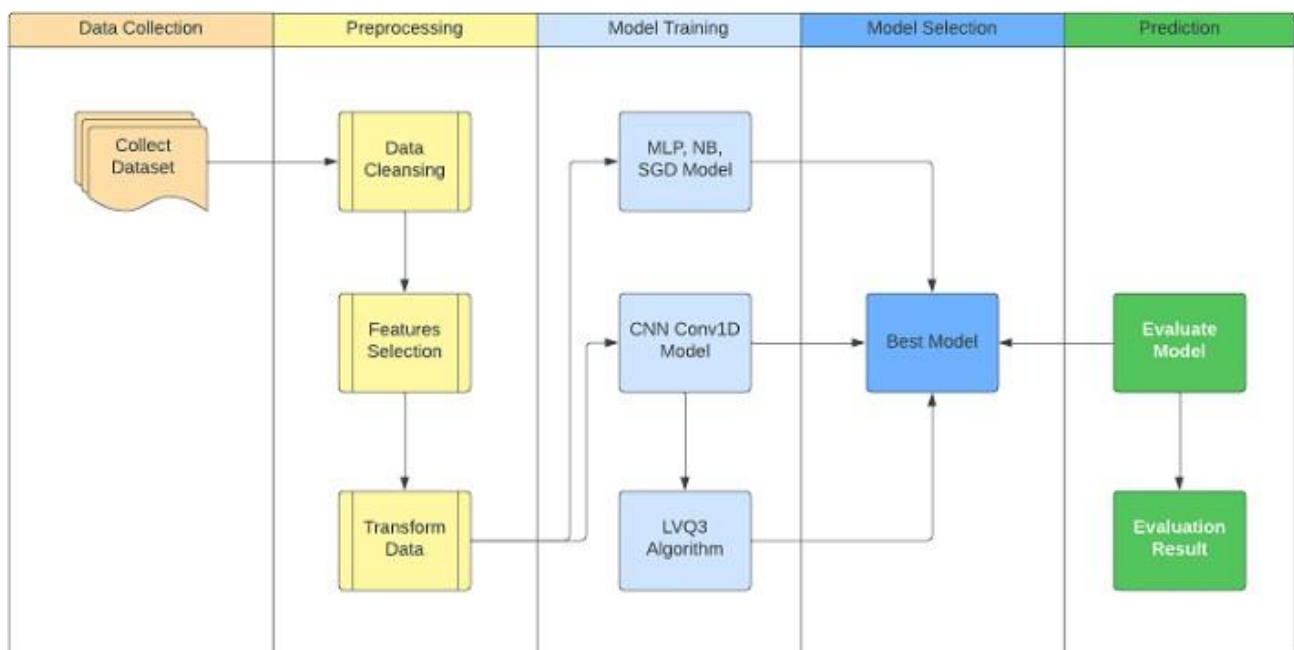 Data Collection
Preprocessing
Model Training
Model Selection
Prediction
Collect
Dataset
Data
Cleansing
MLP, NB,
SGD Model
Features
Selection
CNN Conv1D
Model
Best Model
Evaluate
Model
Transform
Data
LVQ3
Algorithm
Evaluation
Result